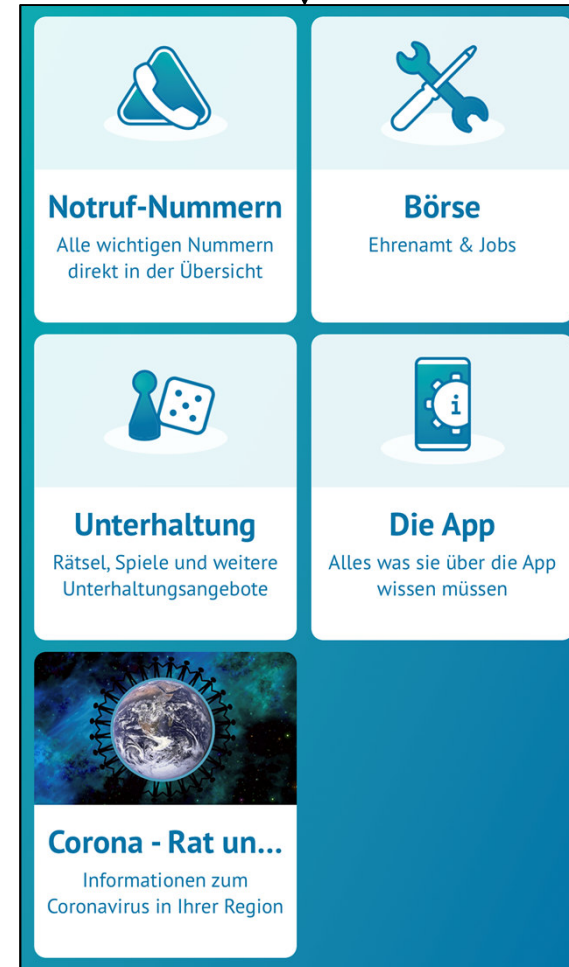 Notruf-Nummern
Alle wichtigen Nummern
direkt in der Übersicht
Börse
Ehrenamt & Jobs
Unterhaltung
Rätsel, Spiele und weitere
Unterhaltungsangebote
Die App
i
Alles was sie über die App
wissen müssen
Corona - Rat un...
Informationen zum
Coronavirus in Ihrer Region